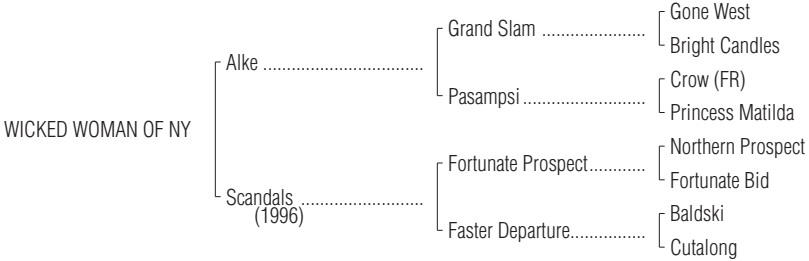 Gone West
Grand Slam ......................
Bright Candles
Alke .................................
Crow (FR)
Pasampsi .........................
Princess Matilda
WICKED WOMAN OF NY
Northern Prospect
Fortunate Prospect............
Fortunate Bid
Scandals .........................
(1996)
Baldski
Faster Departure................
Cutalong